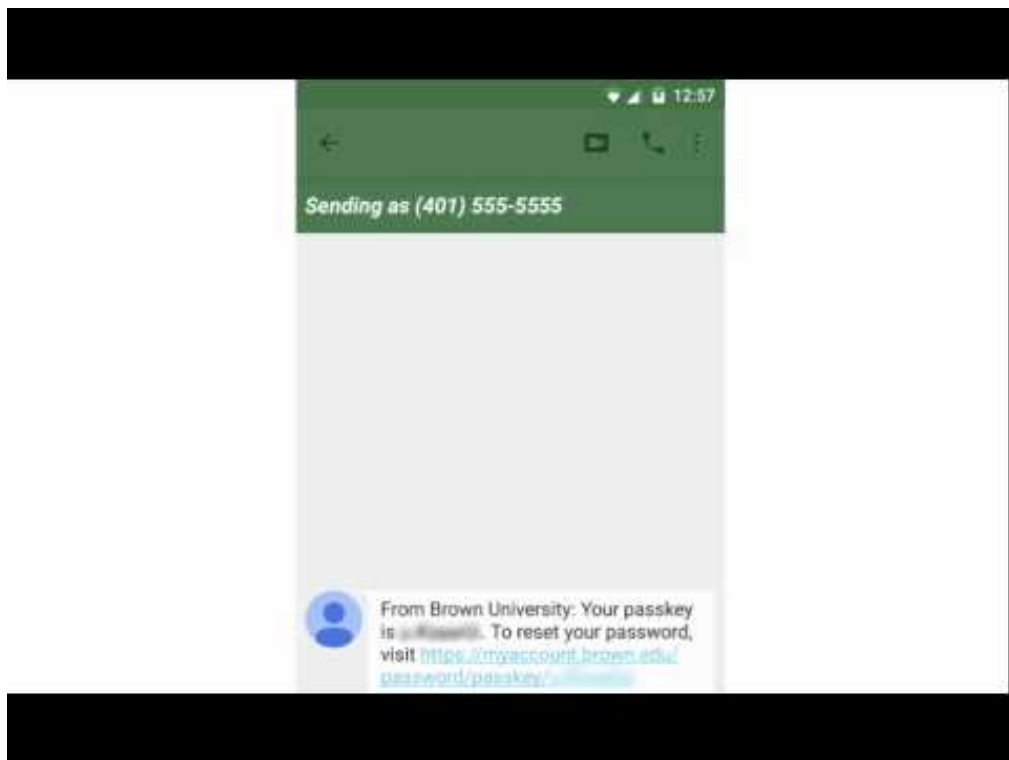 12:57
Sending as (401) 555-5555
From Brown University: Your passkey
is . To reset your password,
visit https://myaccount.brown.edu/
password/passkey/